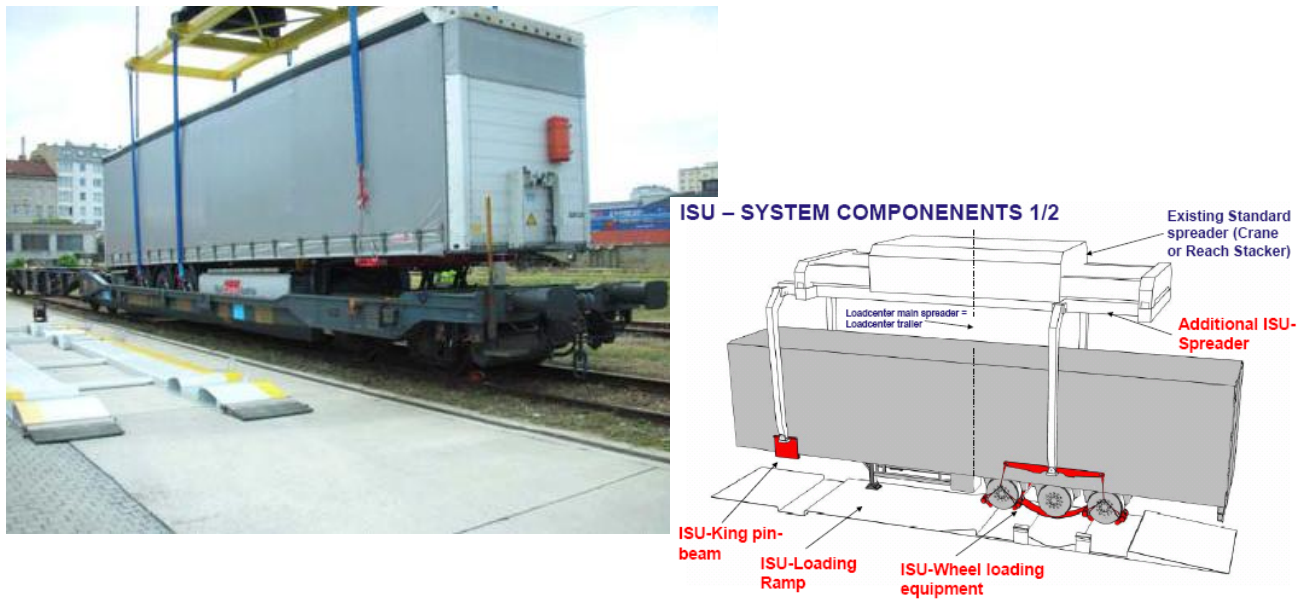 ISU – SYSTEM COMPONENENTS 1/2
Existing Standard
spreader (Crane
or Reach Stacker)
Loadcenter main spreader =
Loadcenter trailer
Additional ISU-
Spreader
ISU-King pin-
beam
ISU-Loading
Ramp
ISU-Wheel loading
equipment